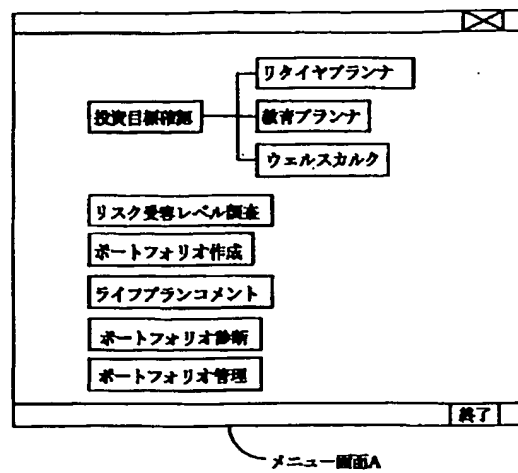 リタイヤプランナ
投資目標確認
教育プランナ
ウェルスカルク
リスク受容レベル調査
ポートフォリオ作成
ライフプランコメント
ポートフォリオ診断
ポートフォリオ管理
終了
メニュー画面A